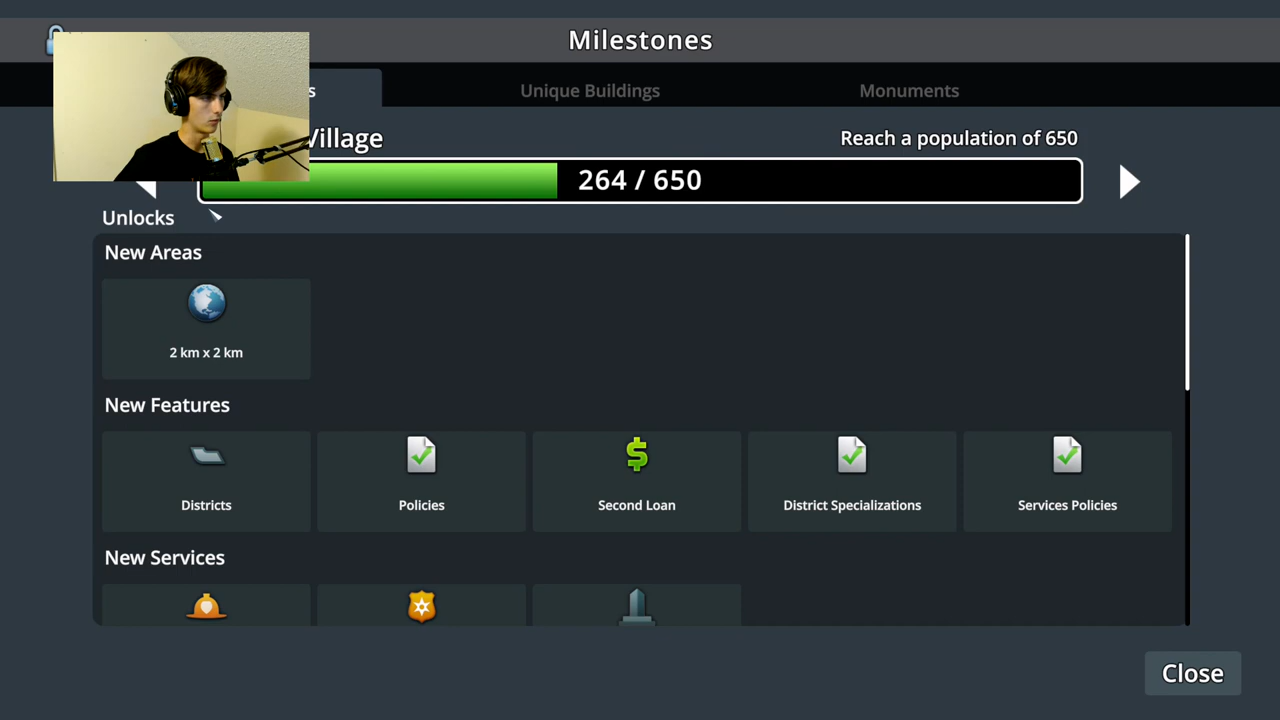 Milestones
Unique Buildings
Monuments
Village
Reach a population of 650
264 / 650
Unlocks
New Areas
2 km x 2 km
New Features
Districts
Policies
Second Loan
District Specializations
Services Policies
New Services
Close